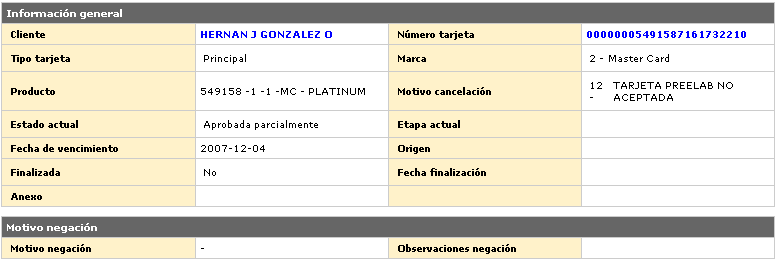 Información general
Cliente HERNAN J GONZALEZ O Número tarjeta 00000005491587161732210
Tipo tarjeta Principal Marca 2 - Master Card
Producto 549158 -1 -1 -MC - PLATINUM Motivo cancelación 12 - TARJETA PREELAB NO ACEPTADA
Estado actual Aprobada parcialmente Etapa actual
Fecha de vencimiento 2007-12-04 Origen
Finalizada No Fecha finalización
Anexo
Motivo negación
Motivo negación - Observaciones negación